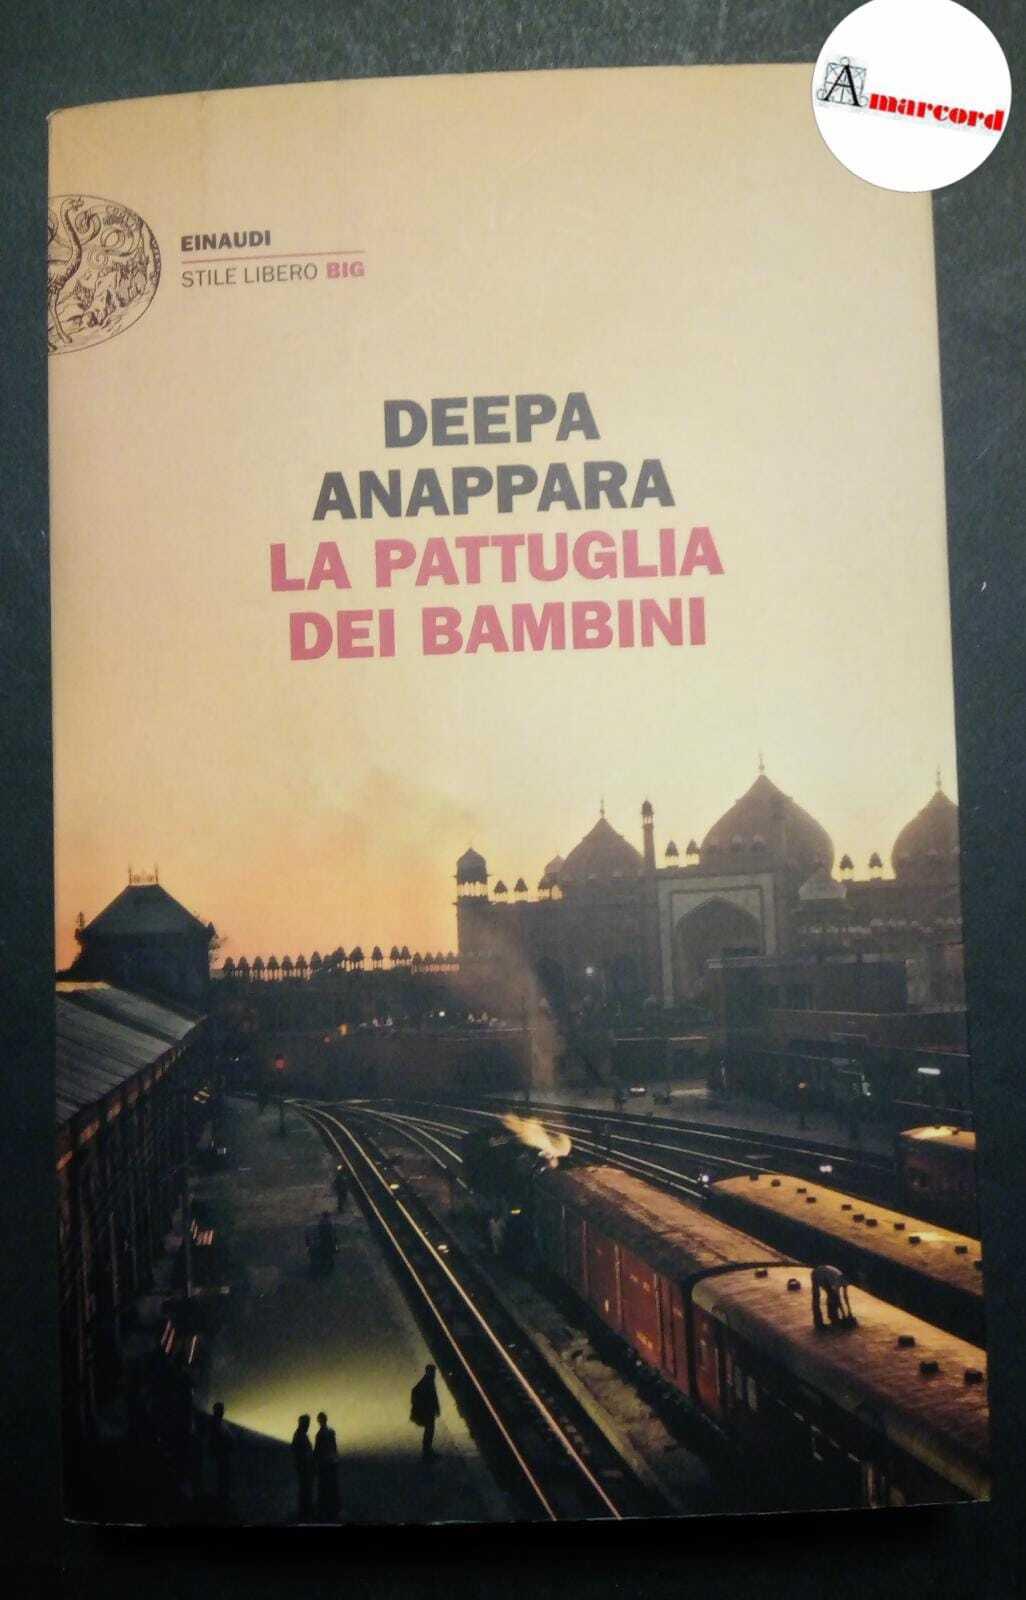 Amarcord
EINAUDI
STILE LIBERO BIG
DEEPA
ANAPPARA
LA PATTUGLIA
DEI BAMBINI